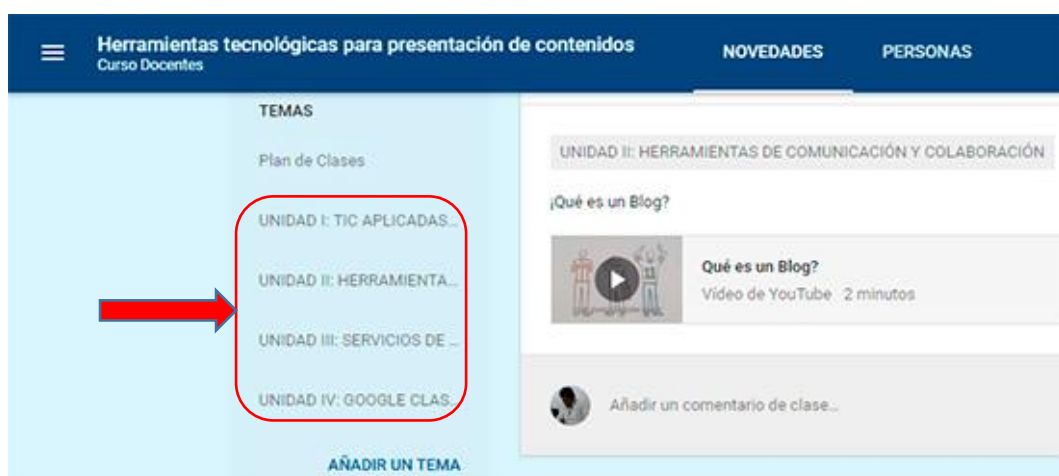 Herramientas tecnológicas para presentación de contenidos
Curso Docentes
NOVEDADES
PERSONAS
TEMAS
Plan de Clases
UNIDAD I: TIC APLICADAS...
UNIDAD II: HERRAMIENTA...
UNIDAD III: SERVICIOS DE ...
UNIDAD IV: GOOGLE CLAS...
AÑADIR UN TEMA
UNIDAD II: HERRAMIENTAS DE COMUNICACIÓN Y COLABORACIÓN
¡Qué es un Blog?
Qué es un Blog?
Vídeo de YouTube 2 minutos
Añadir un comentario de clase...